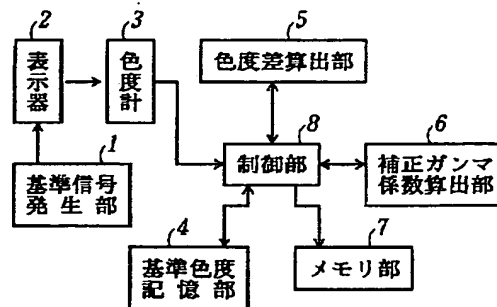 2
表示器
3
色度計
5
色度差算出部
1
基準信号
発生部
8
制御部
6
補正ガンマ
係数算出部
4
基準色度
記憶部
7
メモリ部